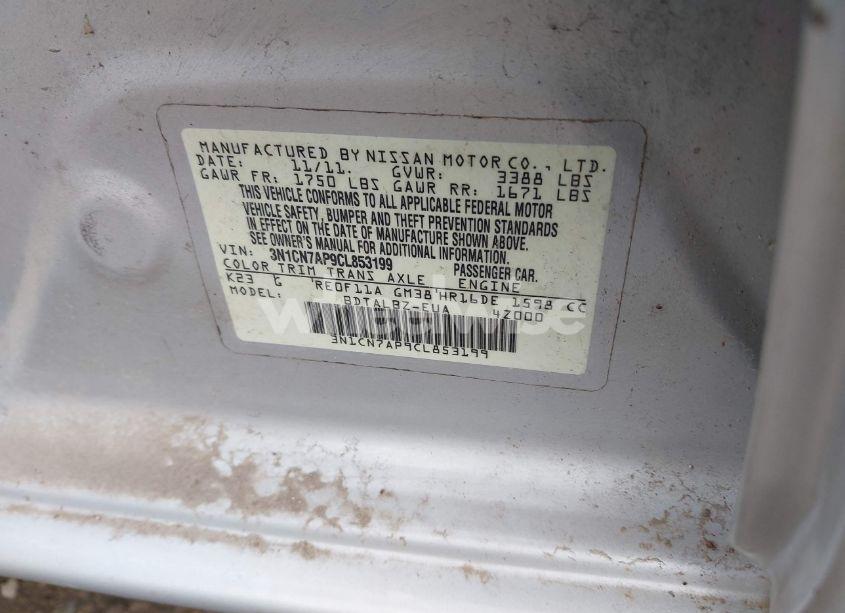 MANUFACTURED BY NISSAN MOTOR CO., LTD.
DATE: 11/11. GVWR: 3388 LBS
GAWR FR: 1750 LBS GAWR RR: 1671 LBS
THIS VEHICLE CONFORMS TO ALL APPLICABLE FEDERAL MOTOR
VEHICLE SAFETY, BUMPER AND THEFT PREVENTION STANDARDS
IN EFFECT ON THE DATE OF MANUFACTURE SHOWN ABOVE.
SEE OWNER'S MANUAL FOR ADDITIONAL INFORMATION.
VIN: 3N1CN7AP9CL853199 PASSENGER CAR.
COLOR TRIM TRANS AXLE ENGINE
K23 G RE0F11A GM38 HR16DE 1598 CC
BDTALBZ-EUA 42000
3N1CN7AP9CL853199
wheelwise